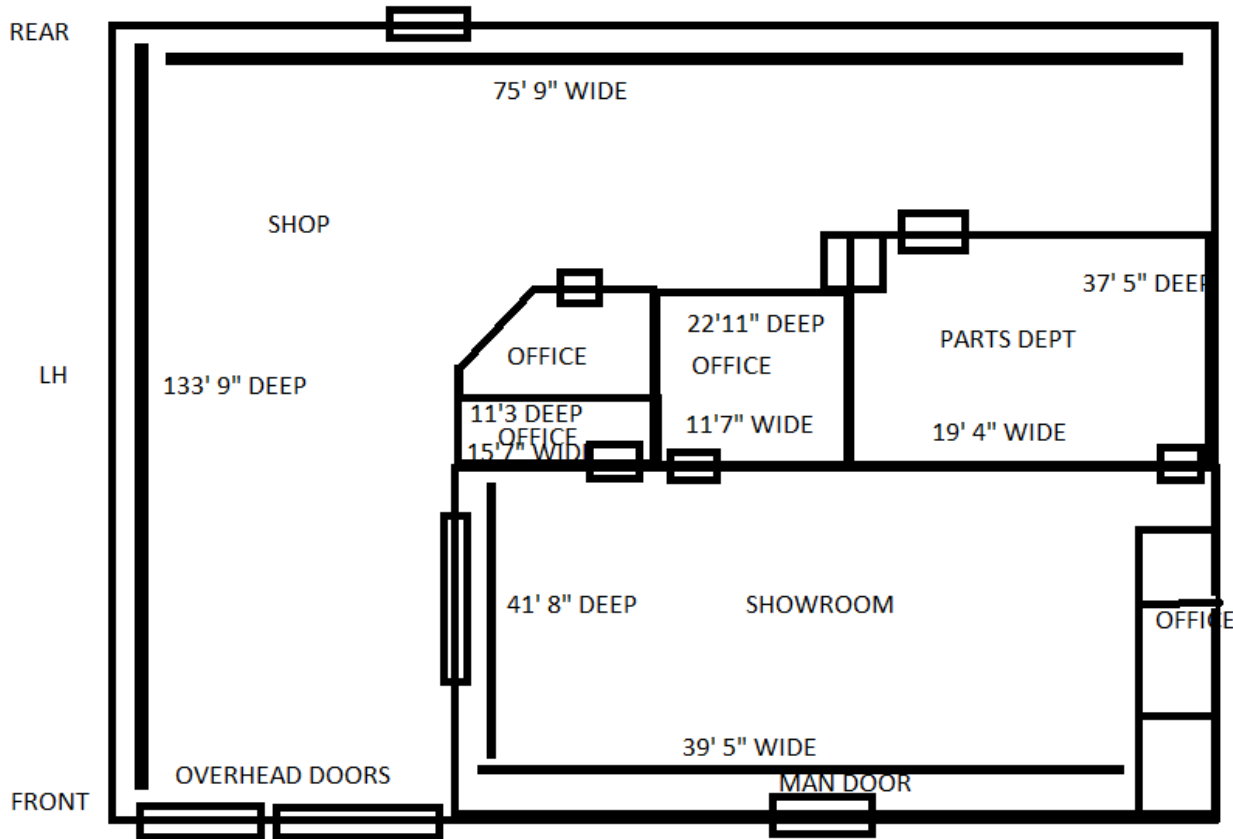 REAR
75' 9" WIDE
SHOP
37' 5" DEEP
22'11" DEEP
PARTS DEPT
OFFICE
OFFICE
LH
133' 9" DEEP
11'3 DEEP
11'7" WIDE
19' 4" WIDE
OFFICE
15'7" WIDE
41' 8" DEEP
SHOWROOM
OFFICE
39' 5" WIDE
OVERHEAD DOORS
MAN DOOR
FRONT